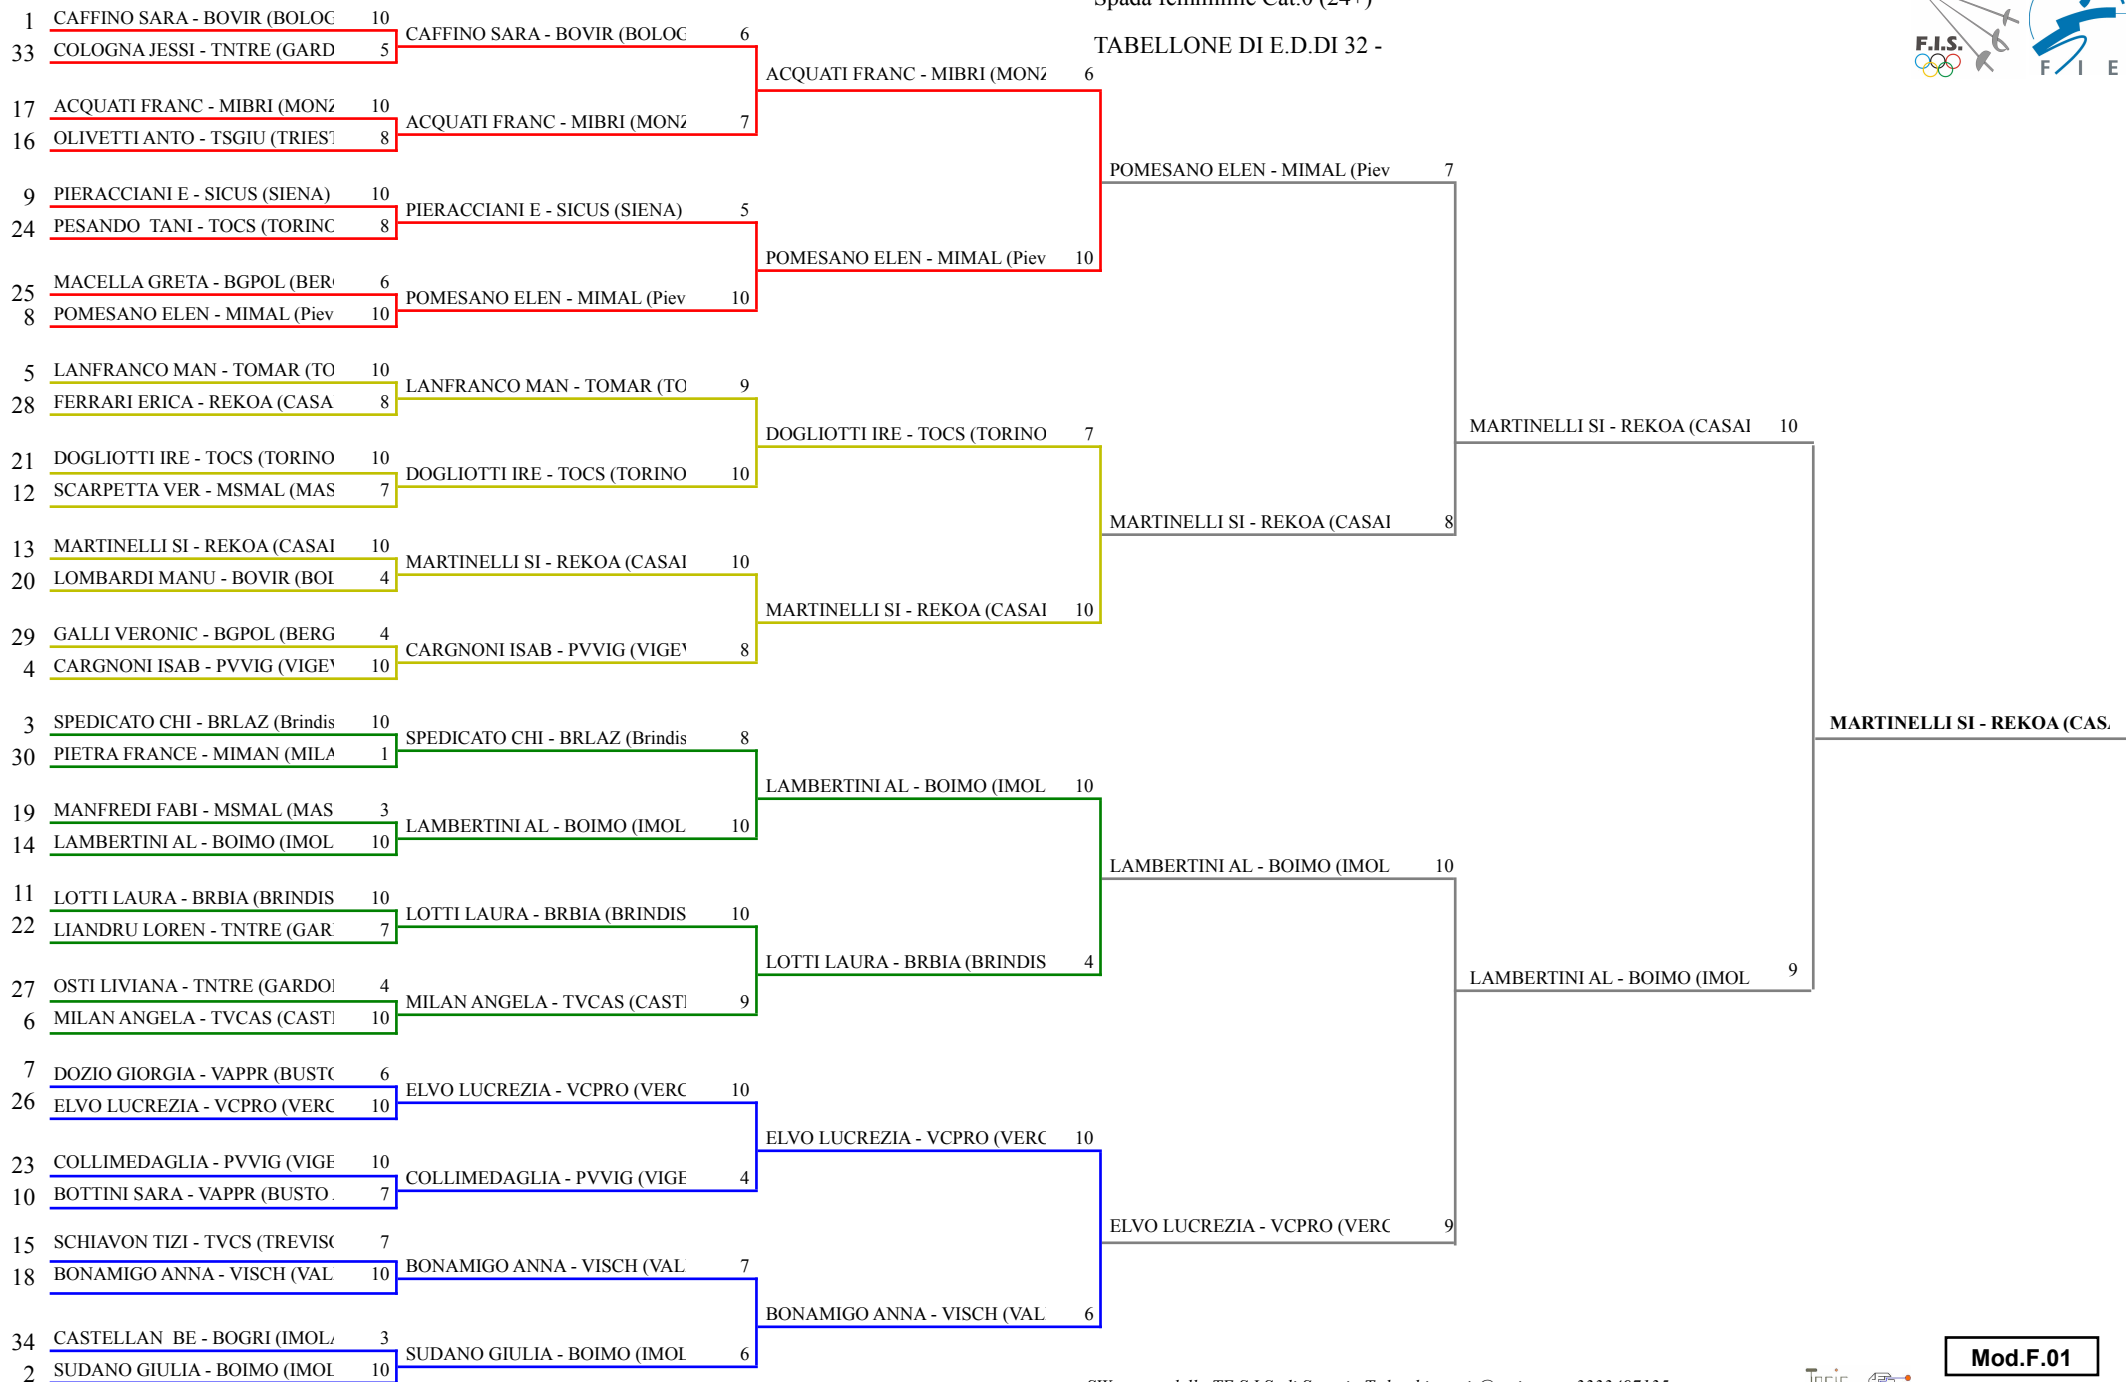 Spada femminile Cat.0 (24+)
TABELLONE DI E.D.DI 32 -
F.I.S.
F I E
1 CAFFINO SARA - BOVIR (BOLOG 10
33 COLOGNA JESSI - TNTRE (GARD 5
17 ACQUATI FRANC - MIBRI (MONZ 10
16 OLIVETTI ANTO - TSGIU (TRIEST 8
9 PIERACCIANI E - SICUS (SIENA) 10
24 PESANDO TANI - TOCS (TORINO 8
25 MACELLA GRETA - BGPOL (BER 6
8 POMESANO ELEN - MIMAL (Piev 10
5 LANFRANCO MAN - TOMAR (TO 10
28 FERRARI ERICA - REKOA (CASA 8
21 DOGLIOTTI IRE - TOCS (TORINO 10
12 SCARPETTA VER - MSMAL (MAS 7
13 MARTINELLI SI - REKOA (CASAL 10
20 LOMBARDI MANU - BOVIR (BOL 4
29 GALLI VERONIC - BGPOL (BERG 4
4 CARGNONI ISAB - PVVIG (VIGEV 10
3 SPEDICATO CHI - BRLAZ (Brindis 10
30 PIETRA FRANCE - MIMAN (MILA 1
19 MANFREDI FABI - MSMAL (MAS 3
14 LAMBERTINI AL - BOIMO (IMOL 10
11 LOTTI LAURA - BRBIA (BRINDIS 10
22 LIANDRU LOREN - TNTRE (GAR 7
27 OSTI LIVIANA - TNTRE (GARDO 4
6 MILAN ANGELA - TVCAS (CAST 10
7 DOZIO GIORGIA - VAPPR (BUSTO 6
26 ELVO LUCREZIA - VCPRO (VERC 10
23 COLLIMEDAGLIA - PVVIG (VIGE 10
10 BOTTINI SARA - VAPPR (BUSTO 7
15 SCHIAVON TIZI - TVCS (TREVISO 7
18 BONAMIGO ANNA - VISCH (VAL 10
34 CASTELLAN BE - BOGRI (IMOLA 3
2 SUDANO GIULIA - BOIMO (IMOL 10
CAFFINO SARA - BOVIR (BOLOG 6
ACQUATI FRANC - MIBRI (MONZ 7
PIERACCIANI E - SICUS (SIENA) 5
POMESANO ELEN - MIMAL (Piev 10
LANFRANCO MAN - TOMAR (TO 9
DOGLIOTTI IRE - TOCS (TORINO 10
MARTINELLI SI - REKOA (CASAL 10
CARGNONI ISAB - PVVIG (VIGEV 8
SPEDICATO CHI - BRLAZ (Brindis 8
LAMBERTINI AL - BOIMO (IMOL 10
LOTTI LAURA - BRBIA (BRINDIS 10
MILAN ANGELA - TVCAS (CAST 9
ELVO LUCREZIA - VCPRO (VERC 10
COLLIMEDAGLIA - PVVIG (VIGE 4
BONAMIGO ANNA - VISCH (VAL 7
SUDANO GIULIA - BOIMO (IMOL 6
ACQUATI FRANC - MIBRI (MONZ 6
POMESANO ELEN - MIMAL (Piev 10
DOGLIOTTI IRE - TOCS (TORINO 7
MARTINELLI SI - REKOA (CASAL 10
LAMBERTINI AL - BOIMO (IMOL 10
LOTTI LAURA - BRBIA (BRINDIS 4
ELVO LUCREZIA - VCPRO (VERC 10
BONAMIGO ANNA - VISCH (VAL 6
POMESANO ELEN - MIMAL (Piev 7
MARTINELLI SI - REKOA (CASAL 8
LAMBERTINI AL - BOIMO (IMOL 10
ELVO LUCREZIA - VCPRO (VERC 9
MARTINELLI SI - REKOA (CASAL 10
LAMBERTINI AL - BOIMO (IMOL 9
MARTINELLI SI - REKOA (CAS
Mod.F.01